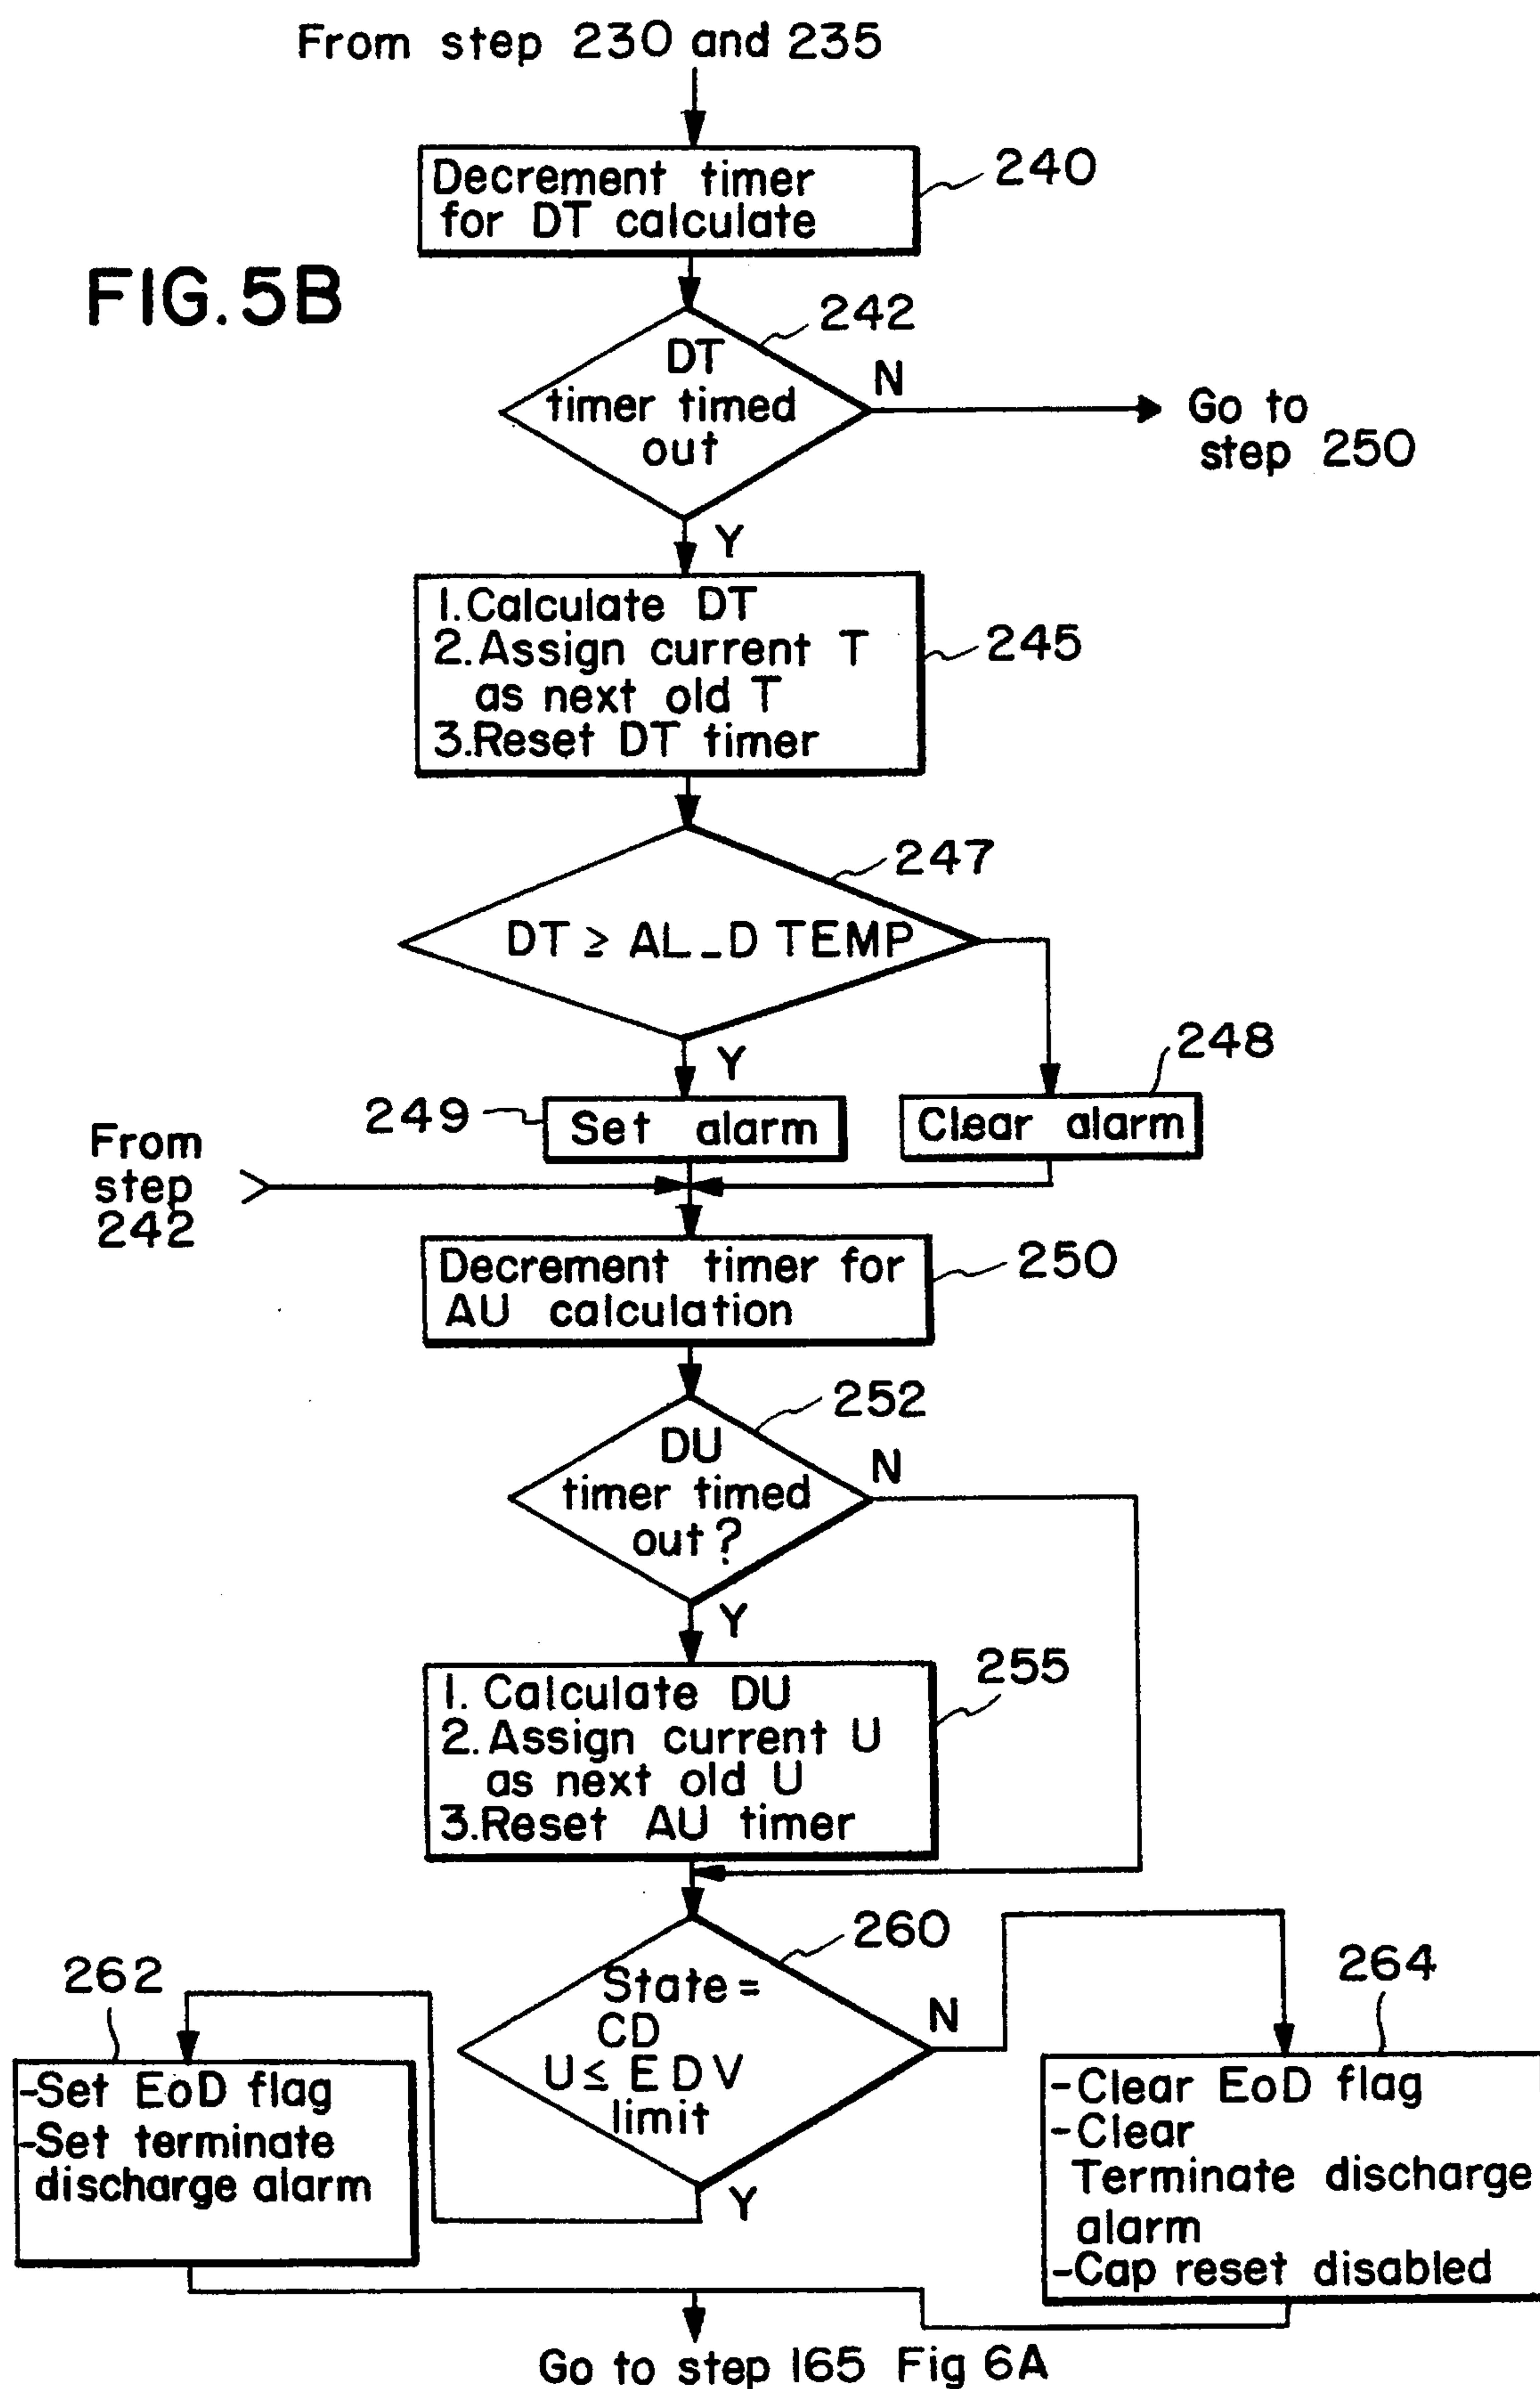 From step 230 and 235
Decrement timer
for DT calculate
240
FIG. 5B
242
DT
timer timed
out
N
Go to
step 250
Y
1. Calculate DT
2. Assign current T
as next old T
3. Reset DT timer
245
247
DT ≥ AL_D TEMP
Y
248
249
Set alarm
Clear alarm
From
step
242
Decrement timer for
AU calculation
250
252
DU
timer timed
out?
N
Y
255
1. Calculate DU
2. Assign current U
as next old U
3. Reset AU timer
260
State =
CD
U ≤ EDV
limit
N
Y
262
-Set EoD flag
-Set terminate
discharge alarm
264
-Clear EoD flag
-Clear
Terminate discharge
alarm
-Cap reset disabled
Go to step 165 Fig 6A